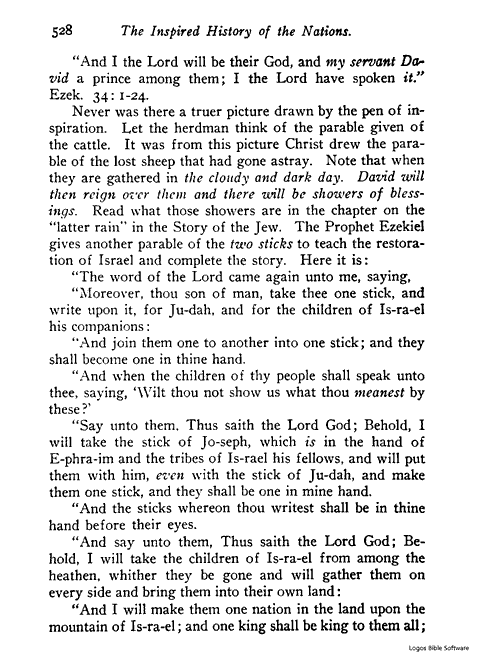 528 The Inspired History of the Nations.
“And I the Lord will be their God, and my servant Da-
vid a prince among them; I the Lord have spoken it.”
Ezek. 34: 1-24.
Never was there a truer picture drawn by the pen of in-
spiration. Let the herdman think of the parable given of
the cattle. It was from this picture Christ drew the para-
ble of the lost sheep that had gone astray. Note that when
they are gathered in the cloudy and dark day. David will
then reign over them and there will be showers of bless-
ings. Read what those showers are in the chapter on the
“latter rain” in the Story of the Jew. The Prophet Ezekiel
gives another parable of the two sticks to teach the restora-
tion of Israel and complete the story. Here it is:
“The word of the Lord came again unto me, saying,
“Moreover, thou son of man, take thee one stick, and
write upon it, for Ju-dah, and for the children of Is-ra-el
his companions:
“And join them one to another into one stick; and they
shall become one in thine hand.
“And when the children of thy people shall speak unto
thee, saying, ‘Wilt thou not show us what thou meanest by
these?’
“Say unto them, Thus saith the Lord God; Behold, I
will take the stick of Jo-seph, which is in the hand of
E-phra-im and the tribes of Is-rael his fellows, and will put
them with him, even with the stick of Ju-dah, and make
them one stick, and they shall be one in mine hand.
“And the sticks whereon thou writest shall be in thine
hand before their eyes.
“And say unto them, Thus saith the Lord God; Be-
hold, I will take the children of Is-ra-el from among the
heathen, whither they be gone and will gather them on
every side and bring them into their own land:
“And I will make them one nation in the land upon the
mountain of Is-ra-el; and one king shall be king to them all;
Logos Bible Software